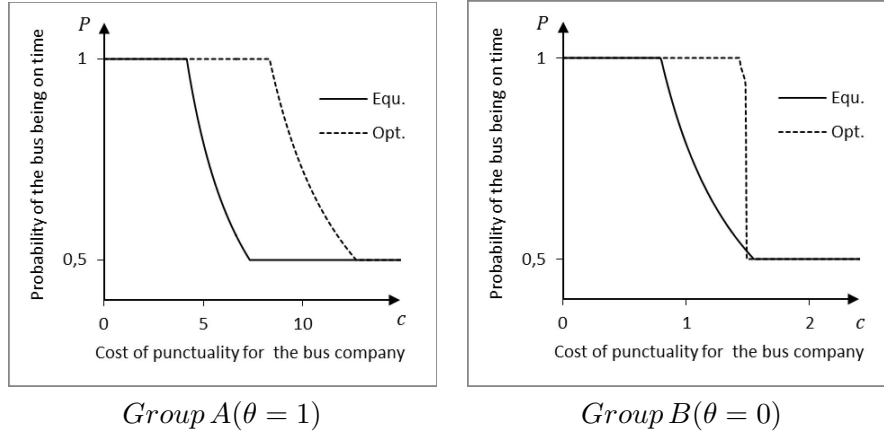 P
Probability of the bus being on time
1
0,5
Equ.
Opt.
0 5 10 c
Cost of punctuality for the bus company
Group A(θ = 1)
P
Probability of the bus being on time
1
0,5
Equ.
Opt.
0 1 2 c
Cost of punctuality for the bus company
Group B(θ = 0)